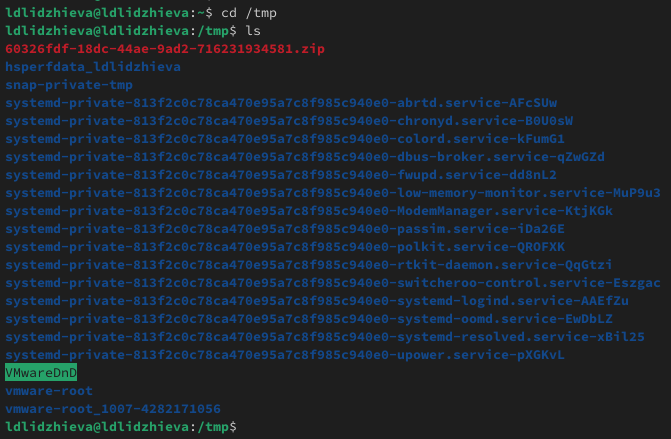 ldlidzhieva@ldlidzhieva:~$ cd /tmp
ldlidzhieva@ldlidzhieva:/tmp$ ls
60326fdf-18dc-44ae-9ad2-716231934581.zip
hsperfdata_ldlidzhieva
snap-private-tmp
systemd-private-813f2c0c78ca470e95a7c8f985c940e0-abrtd.service-AFcSUw
systemd-private-813f2c0c78ca470e95a7c8f985c940e0-chronyd.service-B0U0sW
systemd-private-813f2c0c78ca470e95a7c8f985c940e0-colord.service-kFumG1
systemd-private-813f2c0c78ca470e95a7c8f985c940e0-dbus-broker.service-qZwGZd
systemd-private-813f2c0c78ca470e95a7c8f985c940e0-fwupd.service-dd8nL2
systemd-private-813f2c0c78ca470e95a7c8f985c940e0-low-memory-monitor.service-MuP9u3
systemd-private-813f2c0c78ca470e95a7c8f985c940e0-ModemManager.service-KtjKGk
systemd-private-813f2c0c78ca470e95a7c8f985c940e0-passim.service-iDa26E
systemd-private-813f2c0c78ca470e95a7c8f985c940e0-polkit.service-QROFXK
systemd-private-813f2c0c78ca470e95a7c8f985c940e0-rtkit-daemon.service-QqGtzi
systemd-private-813f2c0c78ca470e95a7c8f985c940e0-switcheroo-control.service-Eszgac
systemd-private-813f2c0c78ca470e95a7c8f985c940e0-systemd-logind.service-AAEfZu
systemd-private-813f2c0c78ca470e95a7c8f985c940e0-systemd-oomd.service-EwDbLZ
systemd-private-813f2c0c78ca470e95a7c8f985c940e0-systemd-resolved.service-xBil25
systemd-private-813f2c0c78ca470e95a7c8f985c940e0-upower.service-pXGKvL
VMwareDnD
vmware-root
vmware-root_1007-4282171056
ldlidzhieva@ldlidzhieva:/tmp$